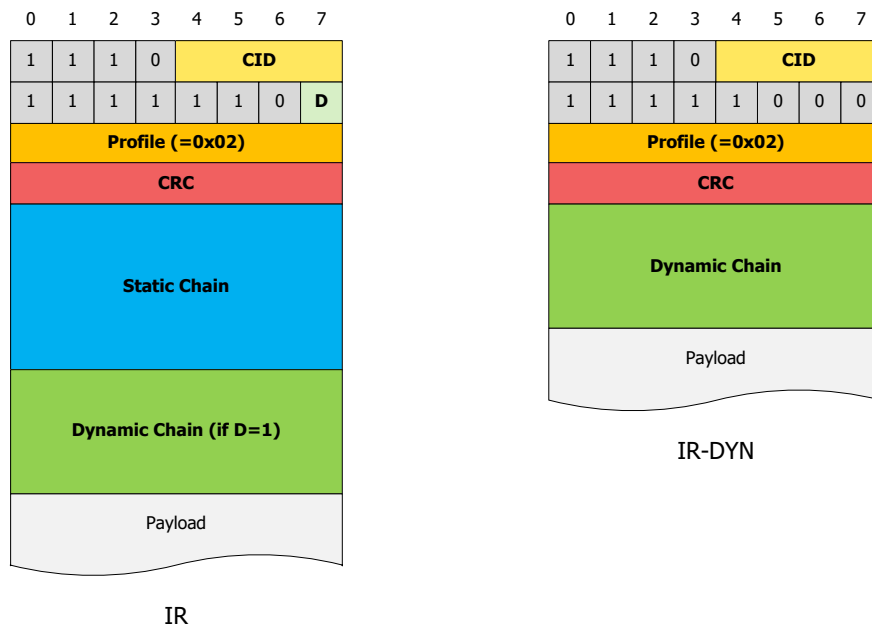 0 1 2 3 4 5 6 7
1 1 1 0 CID
1 1 1 1 1 1 0 D
Profile (=0x02)
CRC
Static Chain
Dynamic Chain (if D=1)
Payload
IR
0 1 2 3 4 5 6 7
1 1 1 0 CID
1 1 1 1 1 0 0 0
Profile (=0x02)
CRC
Dynamic Chain
Payload
IR-DYN